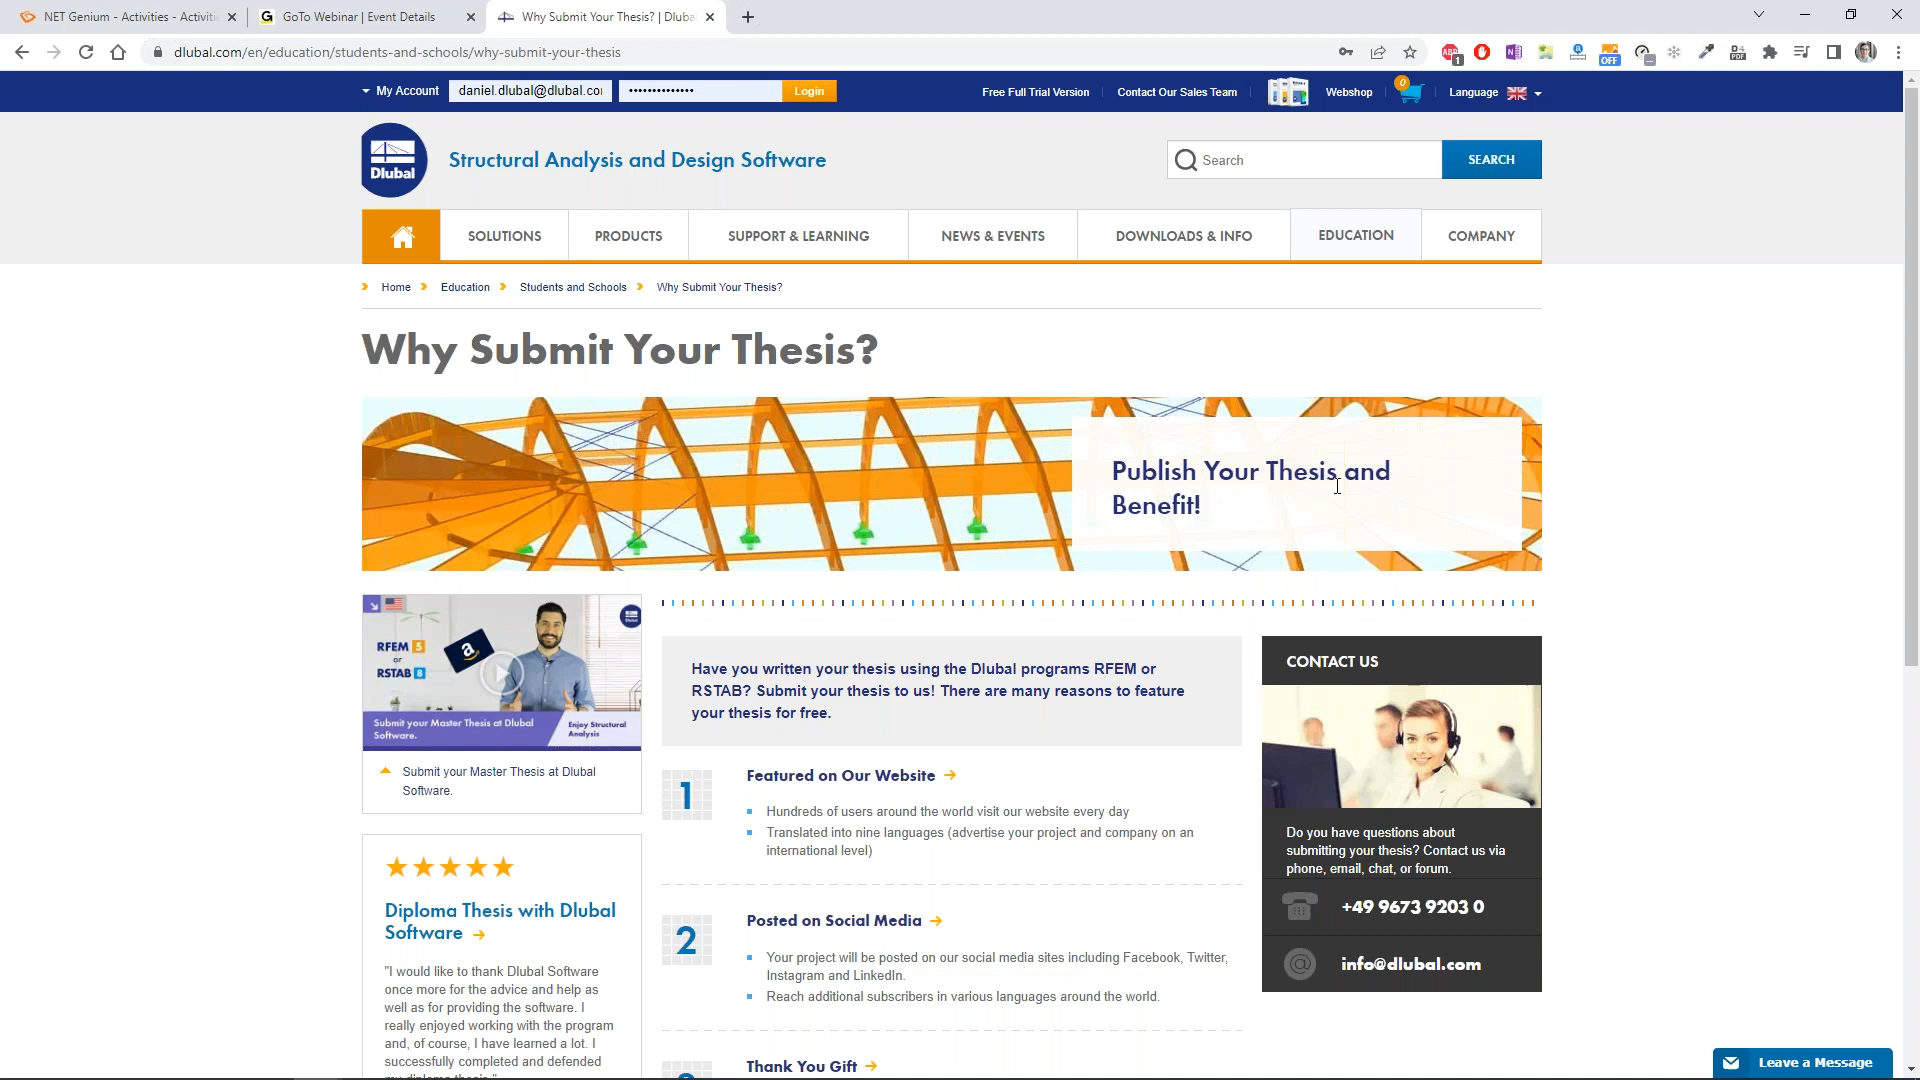 NET Genium - Activities - Activiti
GoTo Webinar | Event Details
Why Submit Your Thesis? | Dluba
dlubal.com/en/education/students-and-schools/why-submit-your-thesis
My Account
daniel.dlubal@dlubal.co
Login
Free Full Trial Version
Contact Our Sales Team
Webshop
0
Language
Dlubal
Structural Analysis and Design Software
Search
SEARCH
SOLUTIONS
PRODUCTS
SUPPORT & LEARNING
NEWS & EVENTS
DOWNLOADS & INFO
EDUCATION
COMPANY
Home
Education
Students and Schools
Why Submit Your Thesis?
Why Submit Your Thesis?
Publish Your Thesis and
Benefit!
RFEM 5
or
RSTAB 8
Submit your Master Thesis at Dlubal
Software.
Enjoy Structural
Analysis
Submit your Master Thesis at Dlubal
Software.
Diploma Thesis with Dlubal
Software
"I would like to thank Dlubal Software
once more for the advice and help as
well as for providing the software. I
really enjoyed working with the program
and, of course, I have learned a lot. I
successfully completed and defended
my diploma thesis."
Have you written your thesis using the Dlubal programs RFEM or
RSTAB? Submit your thesis to us! There are many reasons to feature
your thesis for free.
1
Featured on Our Website
Hundreds of users around the world visit our website every day
Translated into nine languages (advertise your project and company on an
international level)
2
Posted on Social Media
Your project will be posted on our social media sites including Facebook, Twitter,
Instagram and LinkedIn.
Reach additional subscribers in various languages around the world.
Thank You Gift
CONTACT US
Do you have questions about
submitting your thesis? Contact us via
phone, email, chat, or forum.
+49 9673 9203 0
info@dlubal.com
Leave a Message